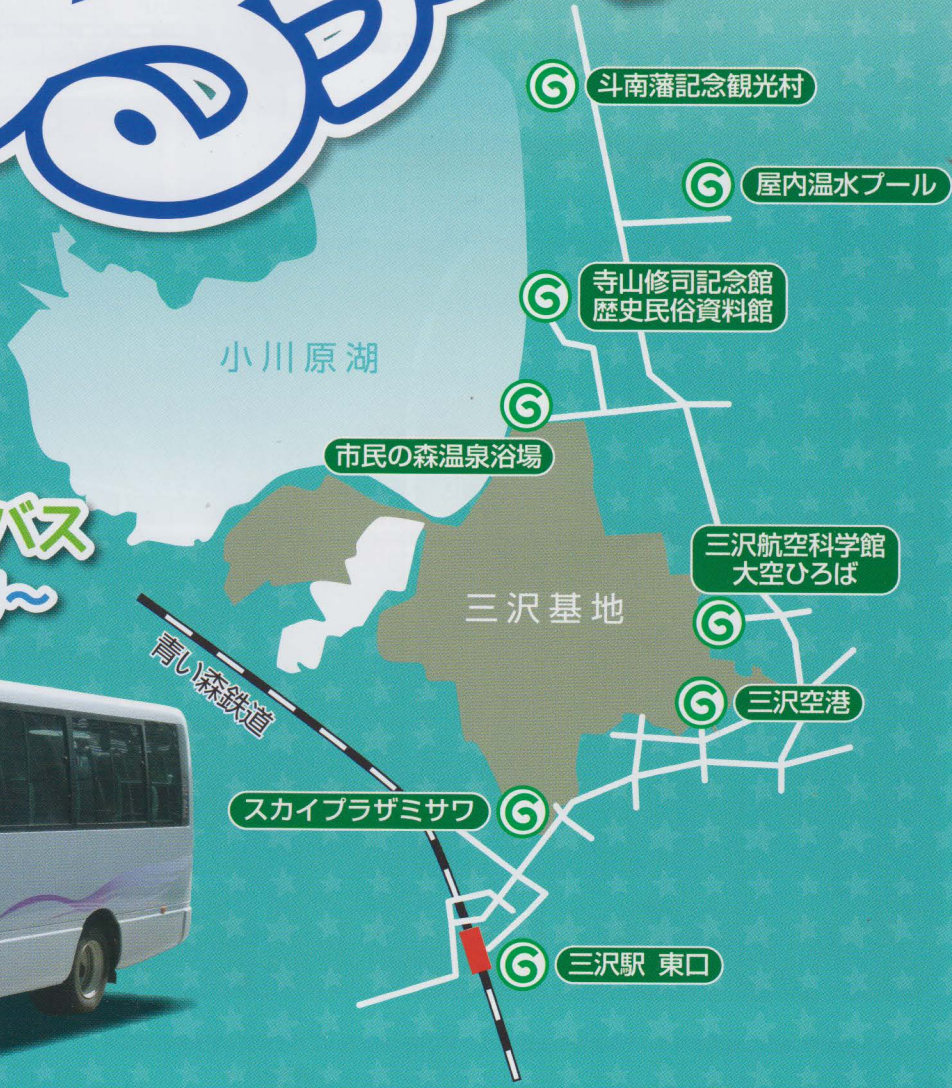 斗南藩記念観光村
屋内温水プール
寺山修司記念館
歴史民俗資料館
小川原湖
市民の森温泉浴場
バス
～
三沢航空科学館
大空ひろば
三沢基地
青い森鉄道
三沢空港
スカイプラザミサワ
三沢駅 東口